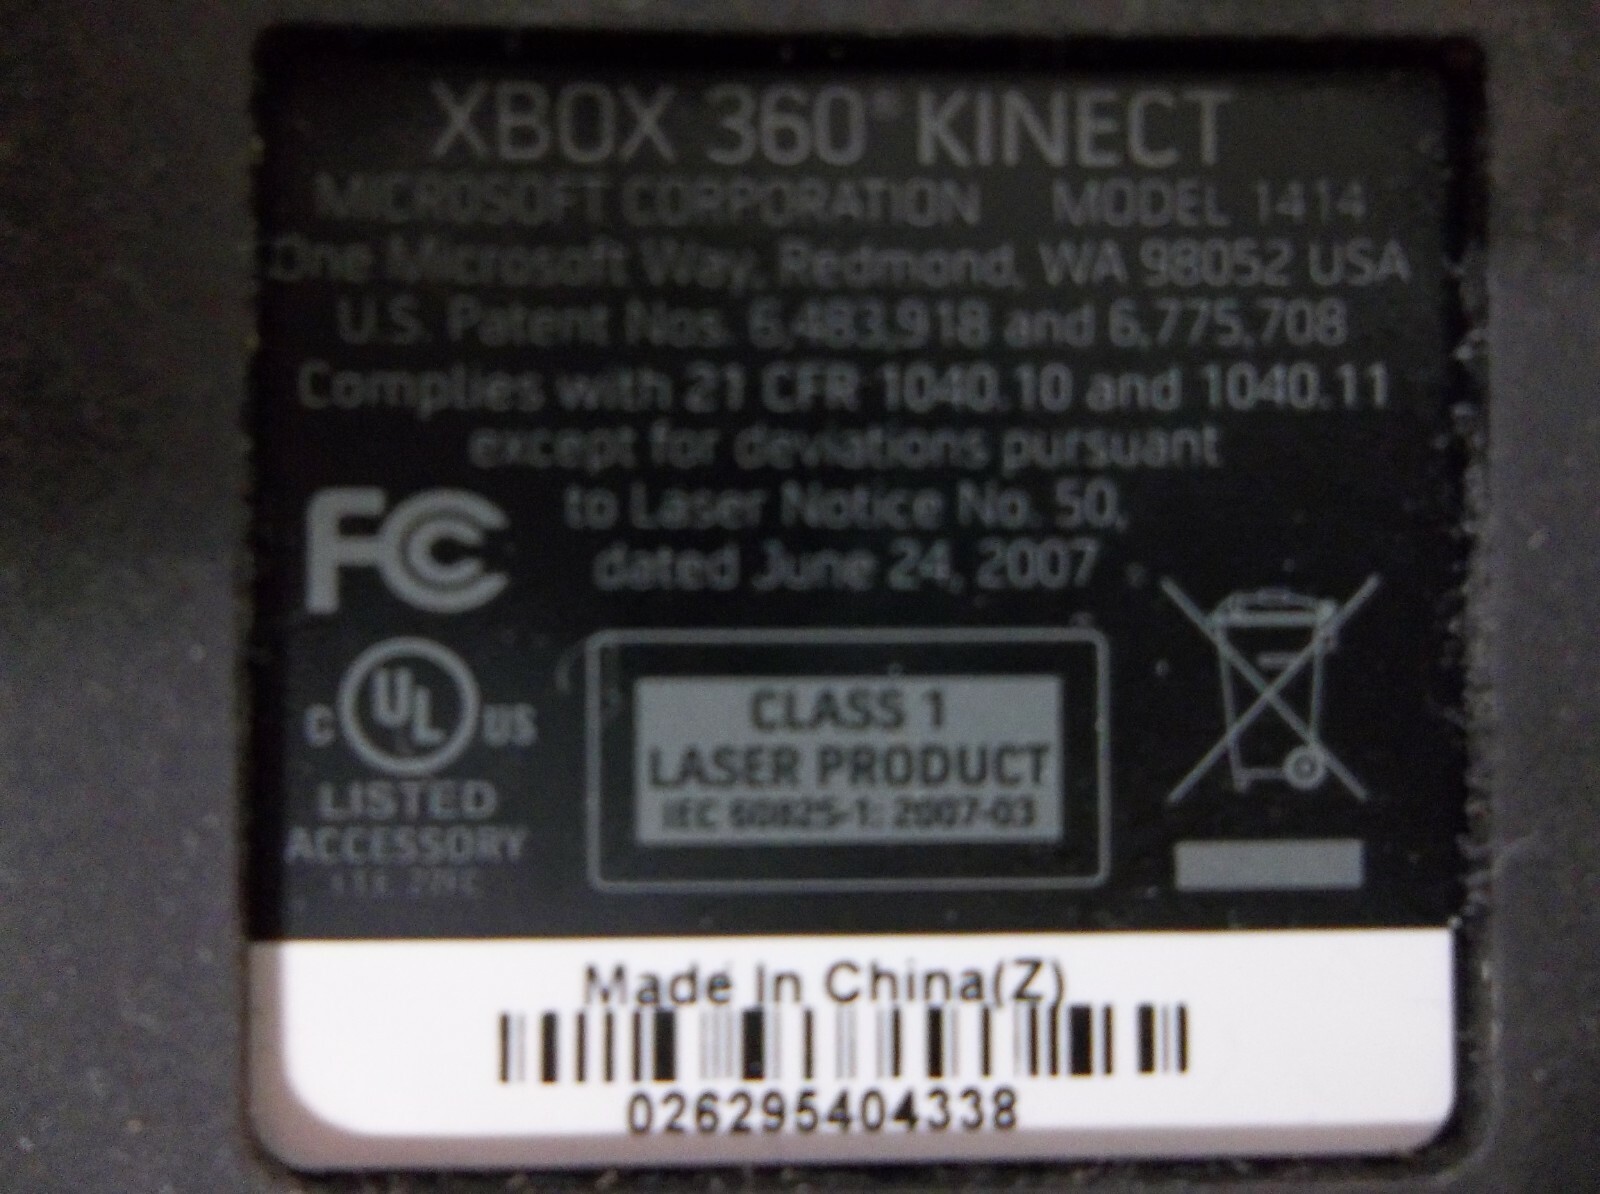 XBOX 360® KINECT
MICROSOFT CORPORATION MODEL 1414
One Microsoft Way, Redmond, WA 98052 USA
U.S. Patent Nos. 6,483,918 and 6,775,708
Complies with 21 CFR 1040.10 and 1040.11
except for deviations pursuant
to Laser Notice No. 50,
dated June 24, 2007
FC
C UL US
LISTED
ACCESSORY
CLASS 1
LASER PRODUCT
IEC 60825-1: 2007-03
Made In China(Z)
026295404338